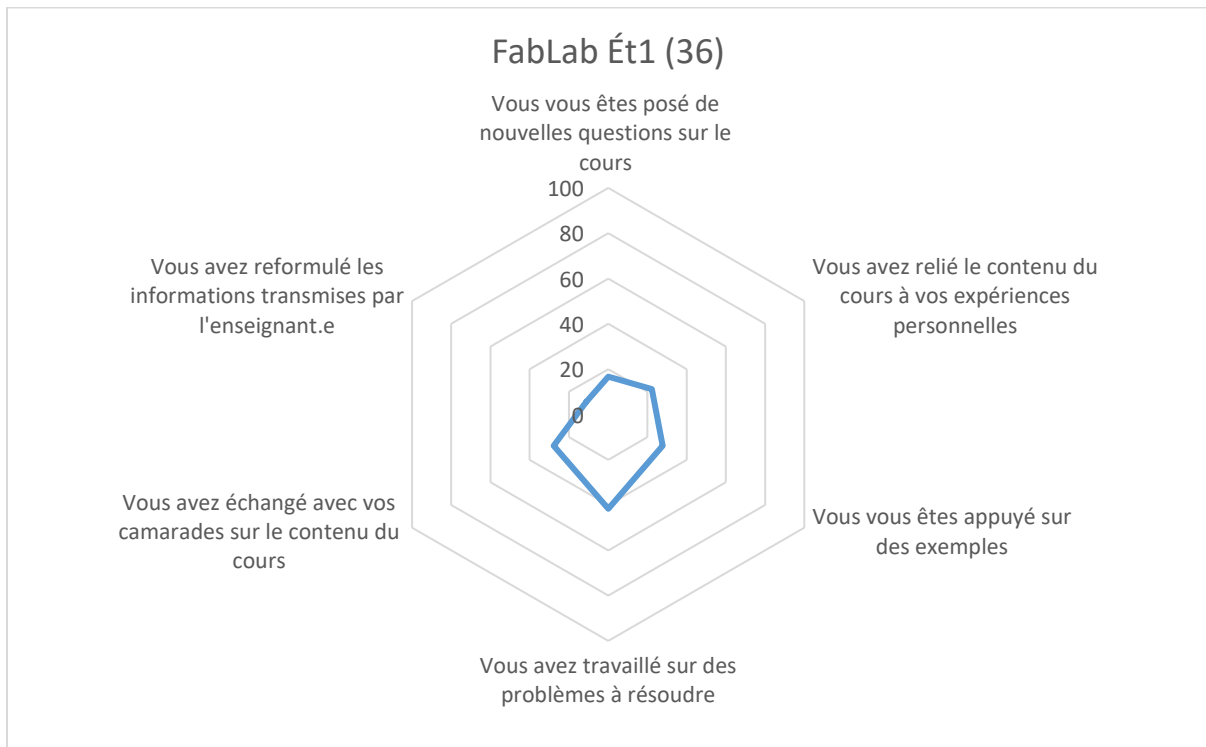 FabLab Ét1 (36)
Vous vous êtes posé de
nouvelles questions sur le
cours
100
80
60
40
20
0
Vous avez relié le contenu du
cours à vos expériences
personnelles
Vous vous êtes appuyé sur
des exemples
Vous avez travaillé sur des
problèmes à résoudre
Vous avez échangé avec vos
camarades sur le contenu du
cours
Vous avez reformulé les
informations transmises par
l'enseignant.e